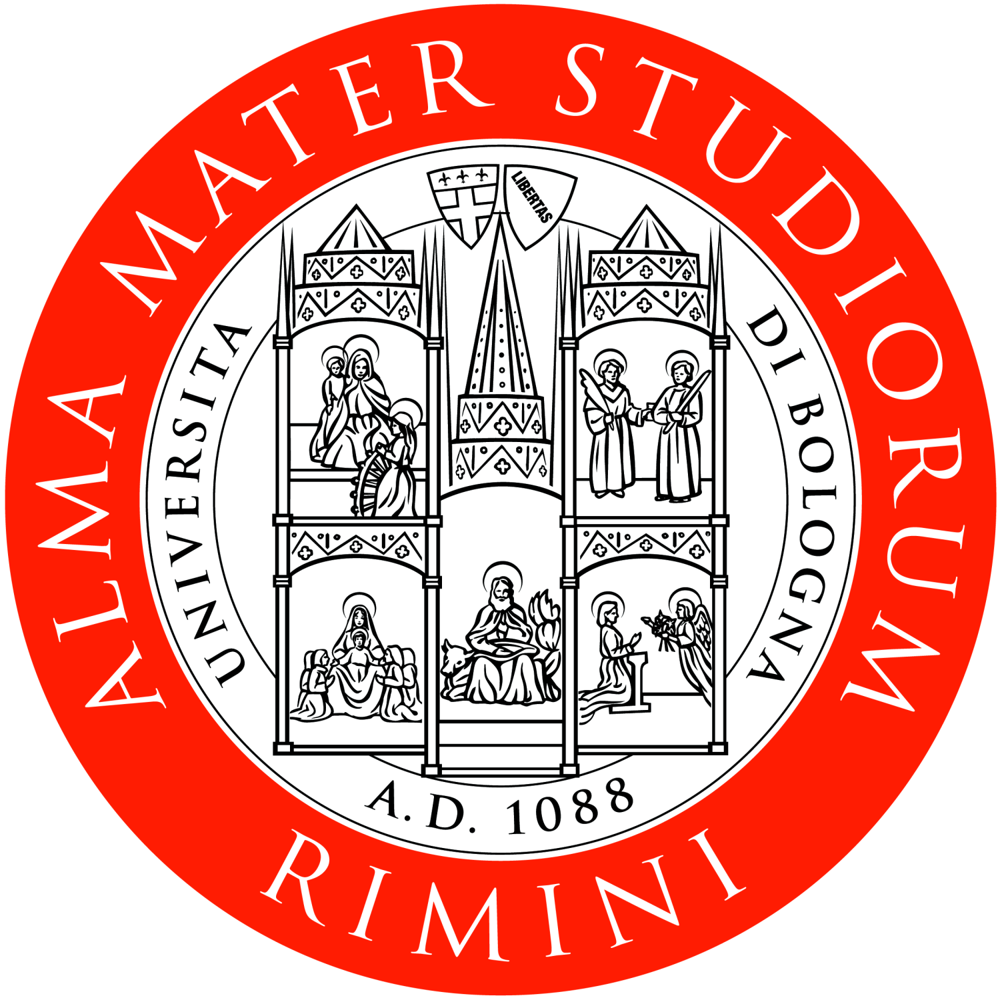 ALMA MATER STUDIORUM
RIMINI
UNIVERSITA
DI BOLOGNA
A.D. 1088
LIBERTAS